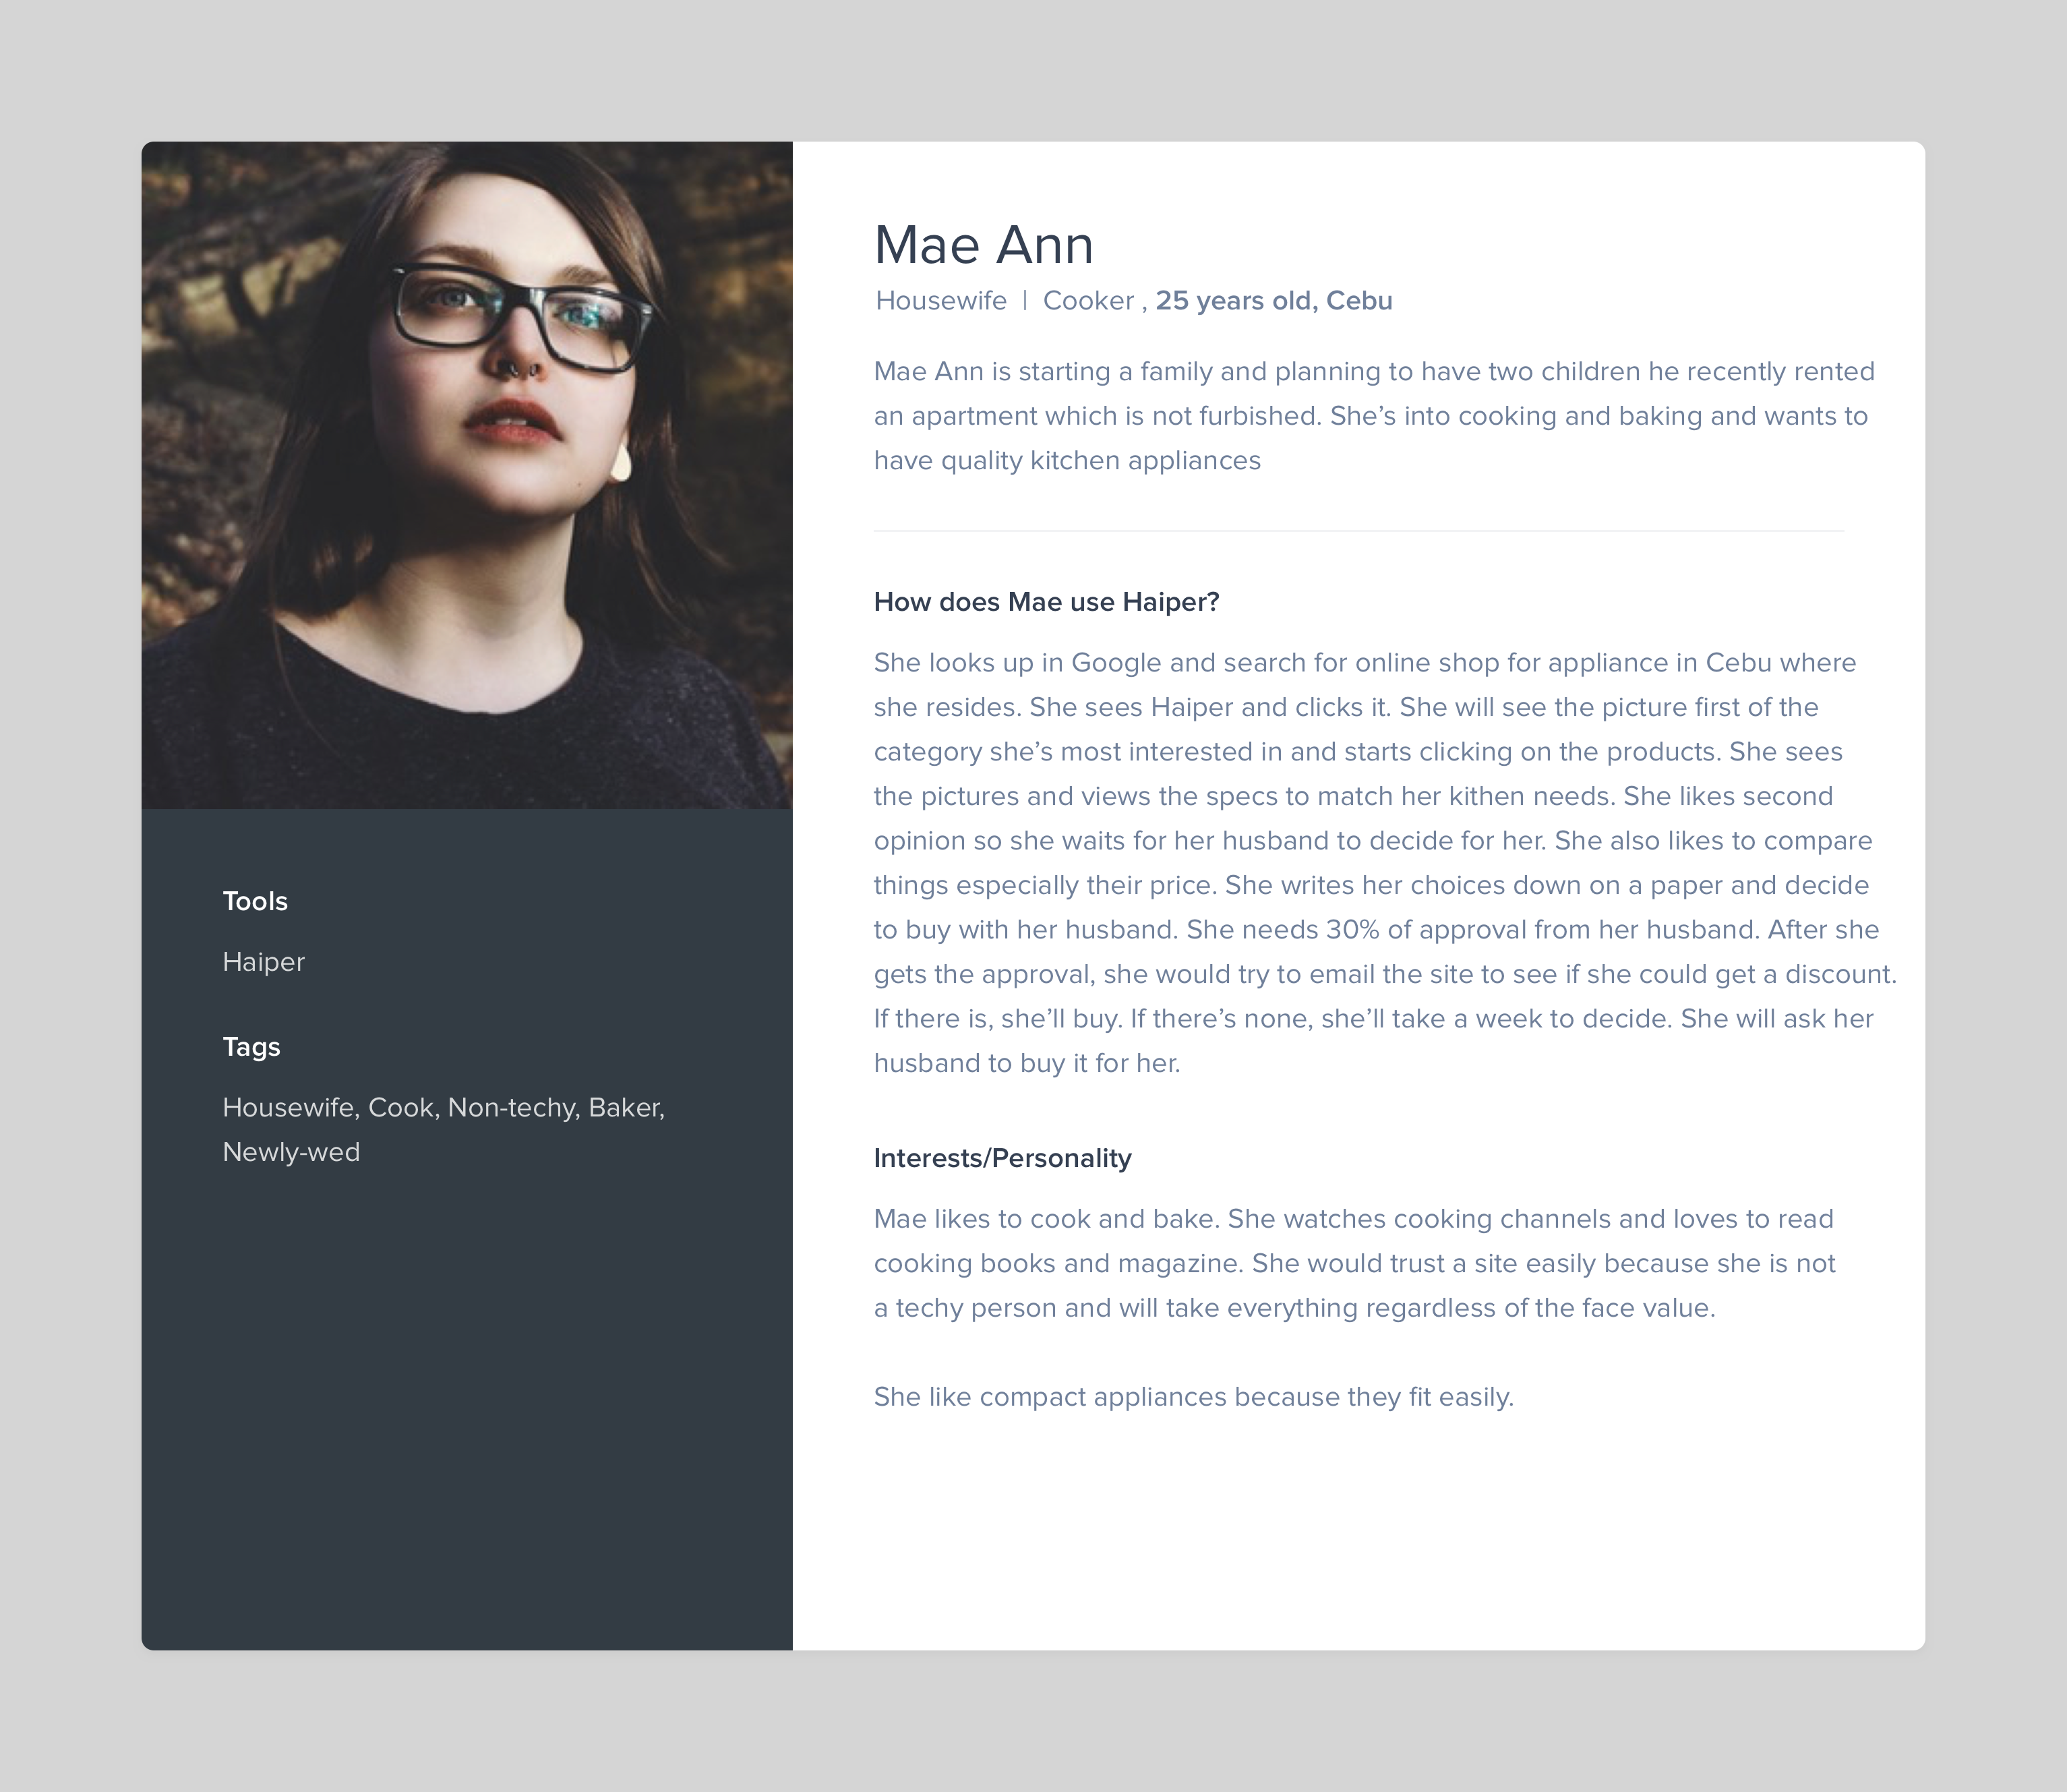 Mae Ann
Housewife | Cooker , 25 years old, Cebu
Mae Ann is starting a family and planning to have two children he recently rented
an apartment which is not furbished. She’s into cooking and baking and wants to
have quality kitchen appliances
How does Mae use Haiper?
She looks up in Google and search for online shop for appliance in Cebu where
she resides. She sees Haiper and clicks it. She will see the picture first of the
category she’s most interested in and starts clicking on the products. She sees
the pictures and views the specs to match her kithen needs. She likes second
opinion so she waits for her husband to decide for her. She also likes to compare
things especially their price. She writes her choices down on a paper and decide
to buy with her husband. She needs 30% of approval from her husband. After she
gets the approval, she would try to email the site to see if she could get a discount.
If there is, she’ll buy. If there’s none, she’ll take a week to decide. She will ask her
husband to buy it for her.
Interests/Personality
Mae likes to cook and bake. She watches cooking channels and loves to read
cooking books and magazine. She would trust a site easily because she is not
a techy person and will take everything regardless of the face value.
She like compact appliances because they fit easily.
Tools
Haiper
Tags
Housewife, Cook, Non-techy, Baker,
Newly-wed